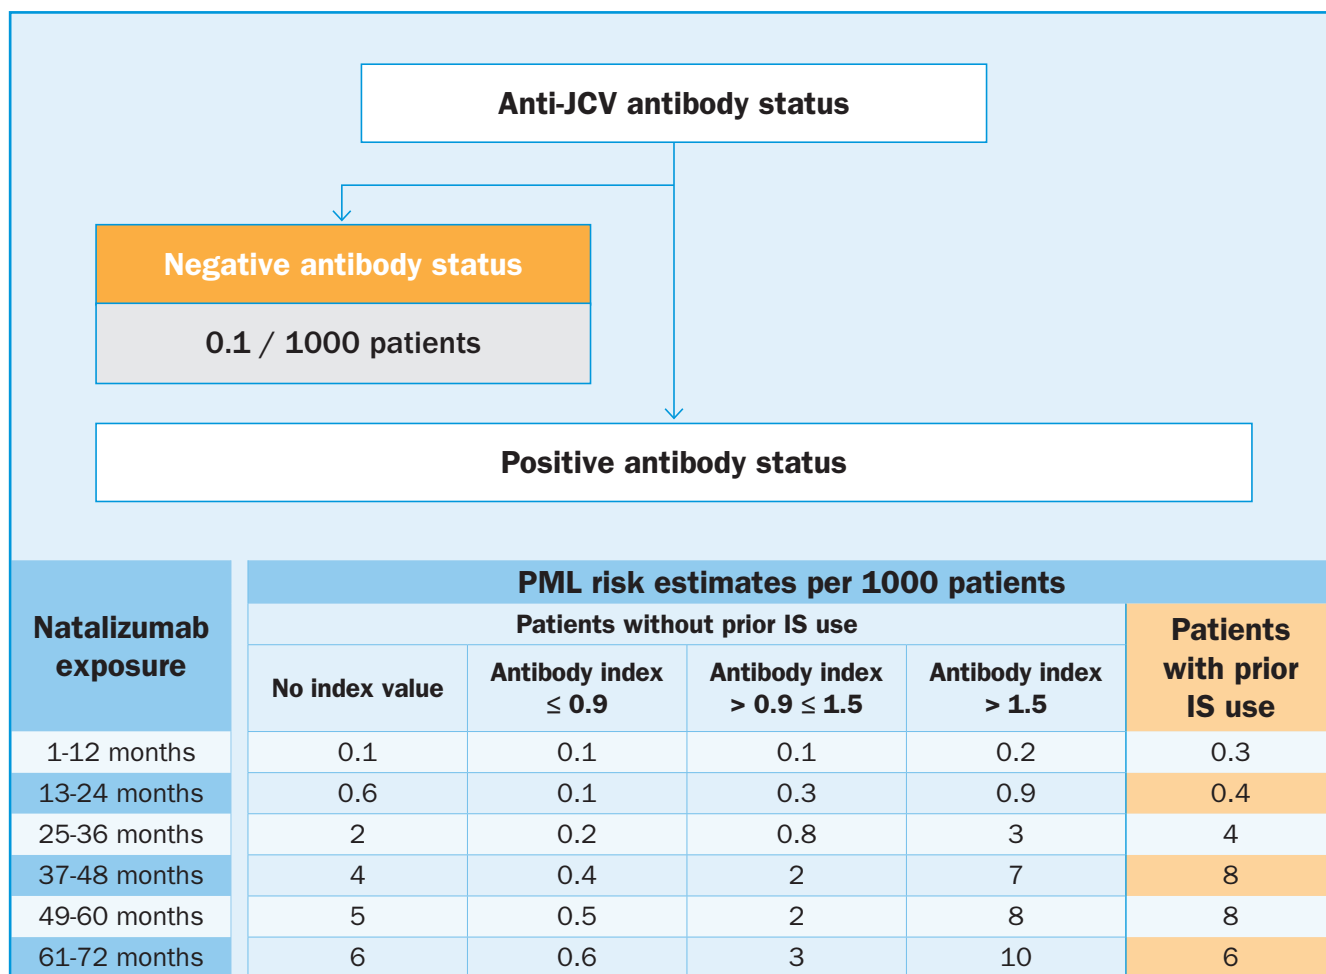 Anti-JCV antibody status
Negative antibody status
0.1 / 1000 patients
Positive antibody status
Natalizumab
exposure
PML risk estimates per 1000 patients
Patients without prior IS use
Patients
with prior
IS use
No index value
Antibody index
≤ 0.9
Antibody index
> 0.9 ≤ 1.5
Antibody index
> 1.5
1-12 months 0.1 0.1 0.1 0.2 0.3
13-24 months 0.6 0.1 0.3 0.9 0.4
25-36 months 2 0.2 0.8 3 4
37-48 months 4 0.4 2 7 8
49-60 months 5 0.5 2 8 8
61-72 months 6 0.6 3 10 6